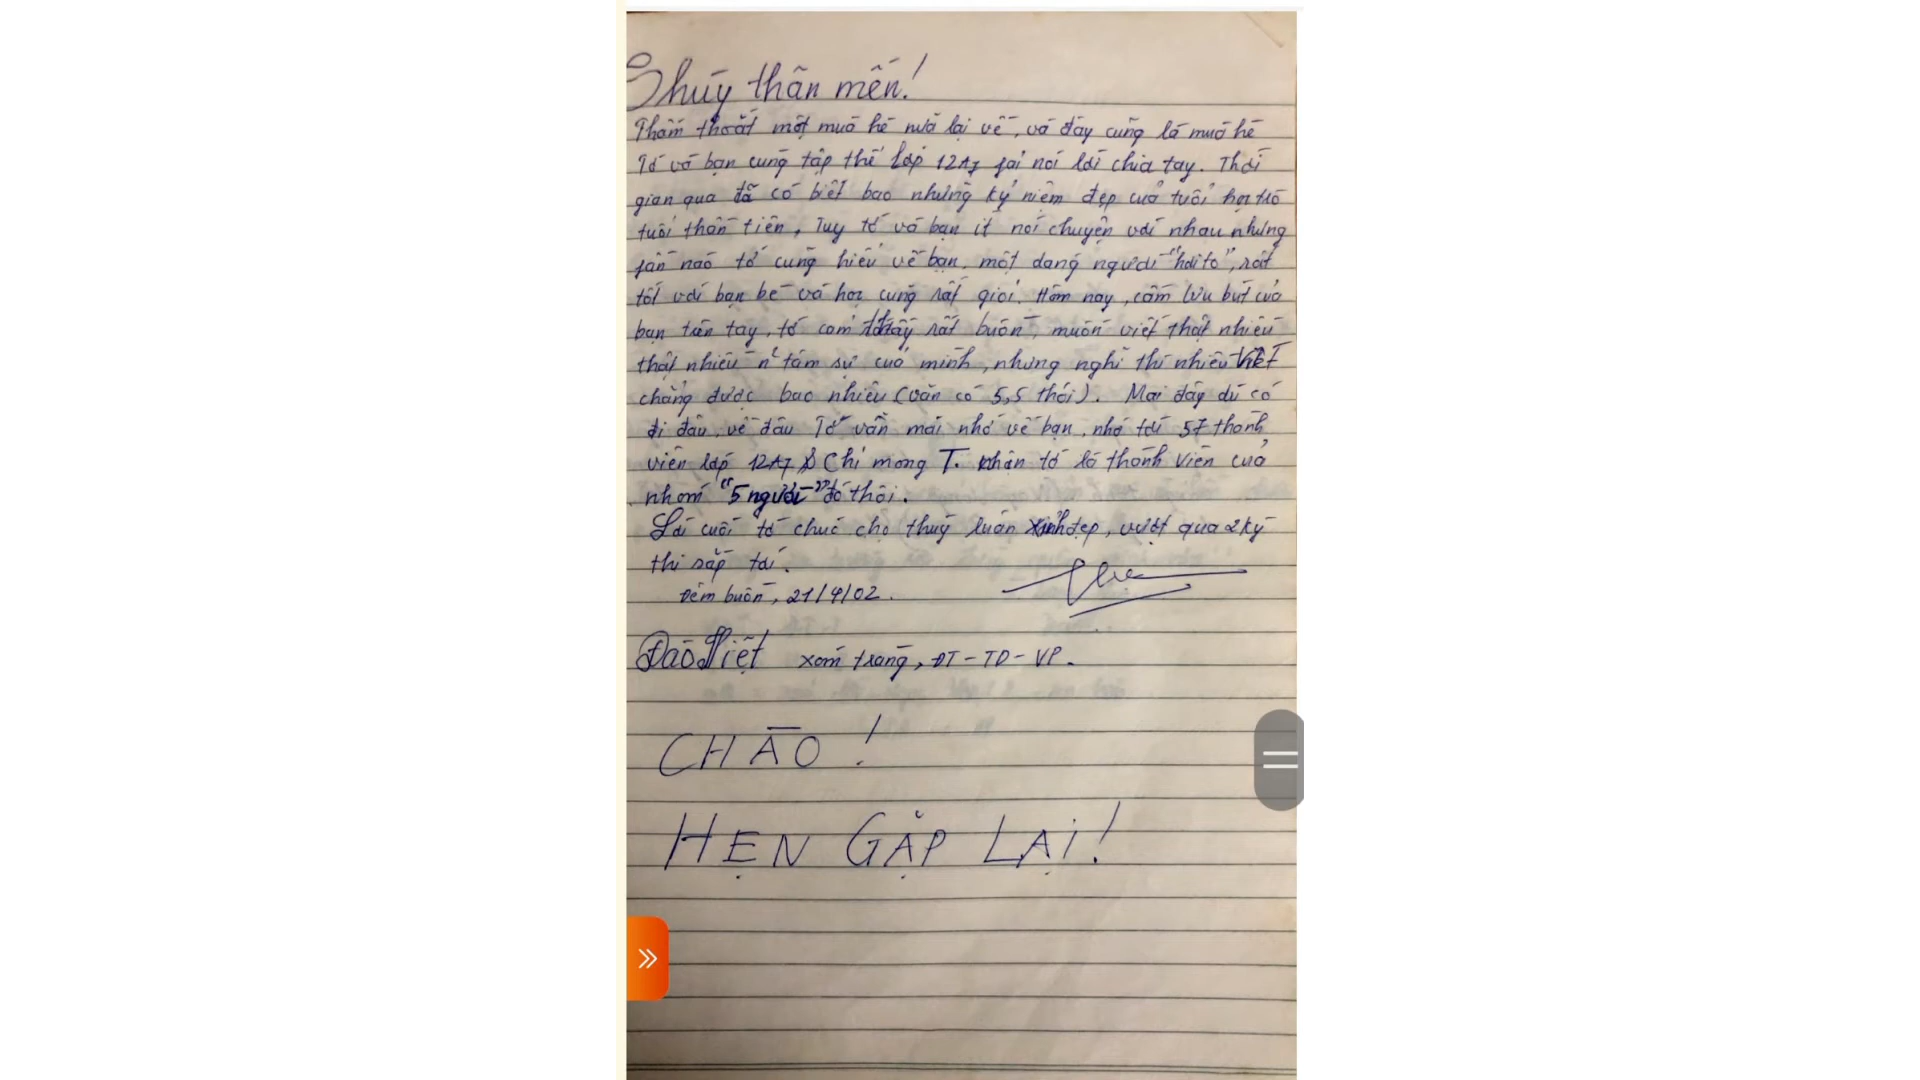 Thúy thân mến!
Thấm thoắt một mùa hè nữa lại về, và đây cũng là mùa hè
Tớ và bạn cùng tập thể lớp 12A7 fải nói lời chia tay. Thời
gian qua đã có biết bao những kỷ niệm đẹp của tuổi học trò
tuổi thần tiên, Tuy tớ và bạn ít nói chuyện với nhau nhưng
fần nào tớ cũng hiểu về bạn, một dạng người "hơi to", rất
tốt với bạn bè và học cũng rất giỏi. Hôm nay, cầm lưu bút của
bạn trên tay, tớ cảm thấy rất buồn, muốn viết thật nhiều
thật nhiều n² tâm sự của mình, nhưng nghĩ thì nhiều VIẾT
chẳng được bao nhiêu (văn có 5,5 thôi). Mai đây dù có
đi đâu, về đâu Tớ vẫn mãi nhớ về bạn, nhớ tới 57 thành
viên lớp 12A7 Chỉ mong T. nhận tớ là thành viên của
nhóm "5 người" đó thôi.
Lời cuối tớ chúc cho thuý luôn xinh đẹp, vượt qua 2 kỳ
thi sắp tới.
Đêm buồn, 21/4/02.
Đào Tiết xóm trang, ĐT - TD - VP.
CHÀO !
HẸN GẶP LẠI !